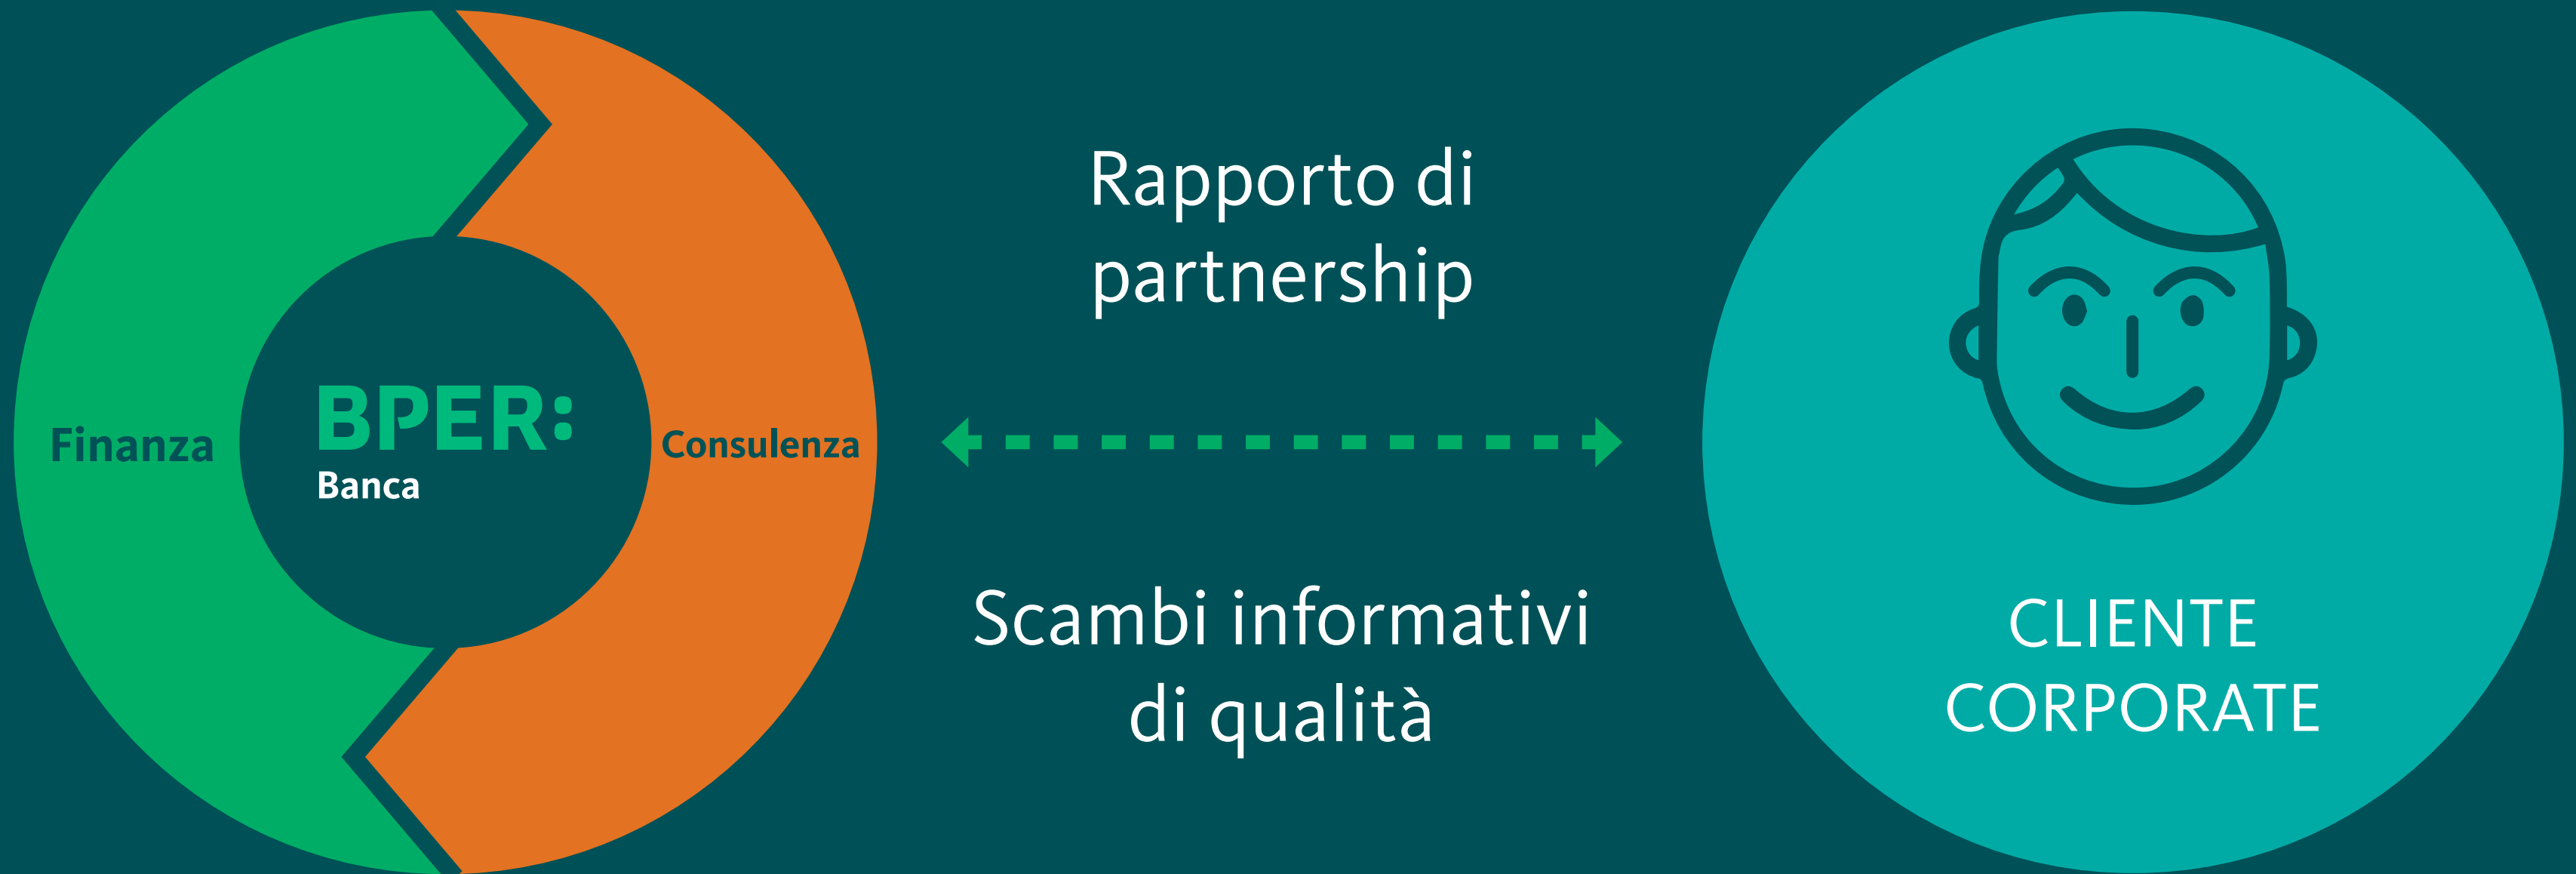 Finanza
BPER:
Banca
Consulenza
Rapporto di
partnership
Scambi informativi
di qualità
CLIENTE
CORPORATE